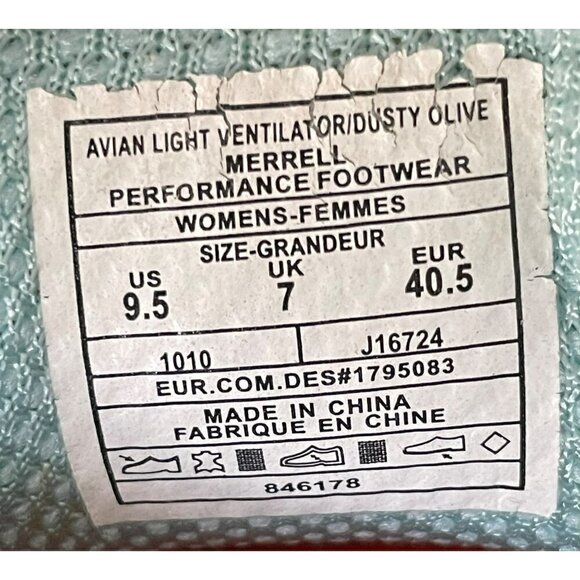 AVIAN LIGHT VENTILATOR/DUSTY OLIVE
MERRELL
PERFORMANCE FOOTWEAR
WOMENS-FEMMES
SIZE-GRANDEUR
US UK EUR
9.5 7 40.5
1010 J16724
EUR.COM.DES#1795083
MADE IN CHINA
FABRIQUE EN CHINE
846178